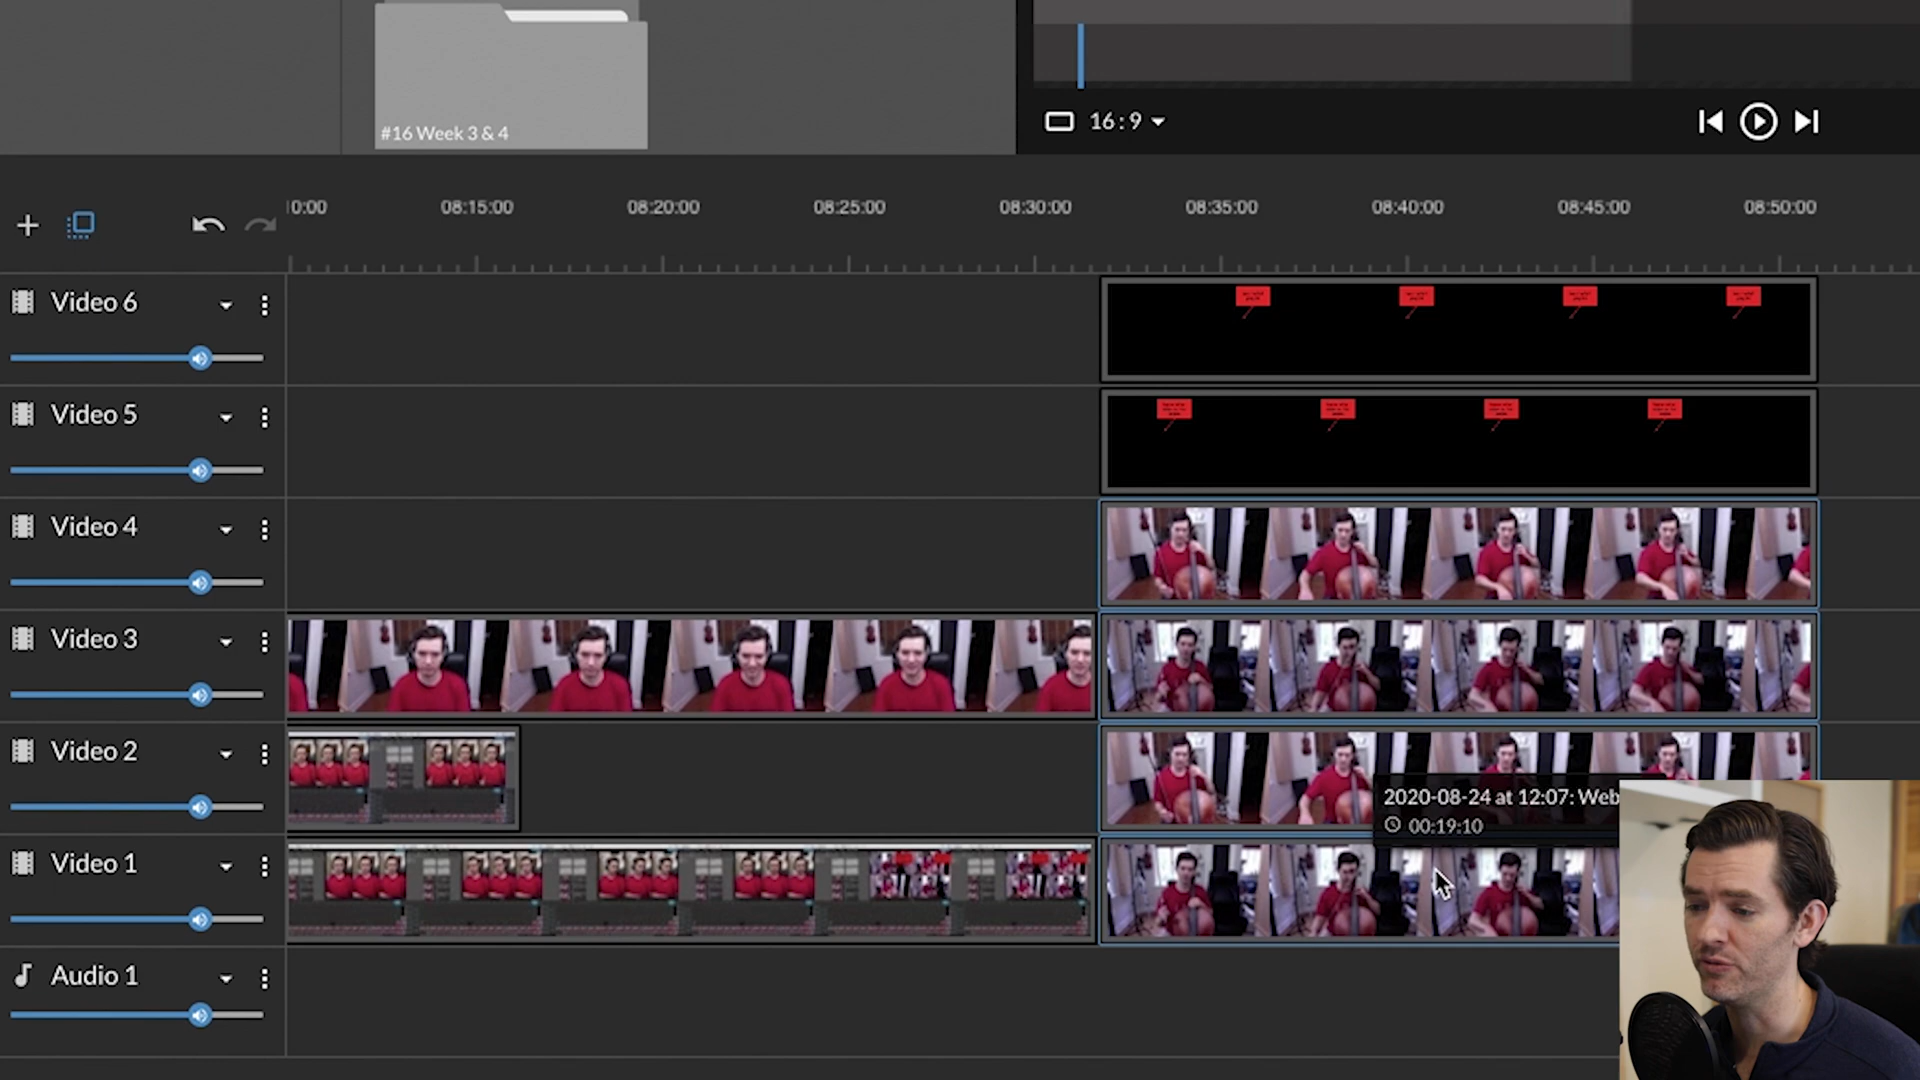 #16 Week 3 & 4
16:9
0:00
08:15:00
08:20:00
08:25:00
08:30:00
08:35:00
08:40:00
08:45:00
08:50:00
Video 6
Video 5
Video 4
Video 3
Video 2
2020-08-24 at 12:07: Web
00:19:10
Video 1
Audio 1